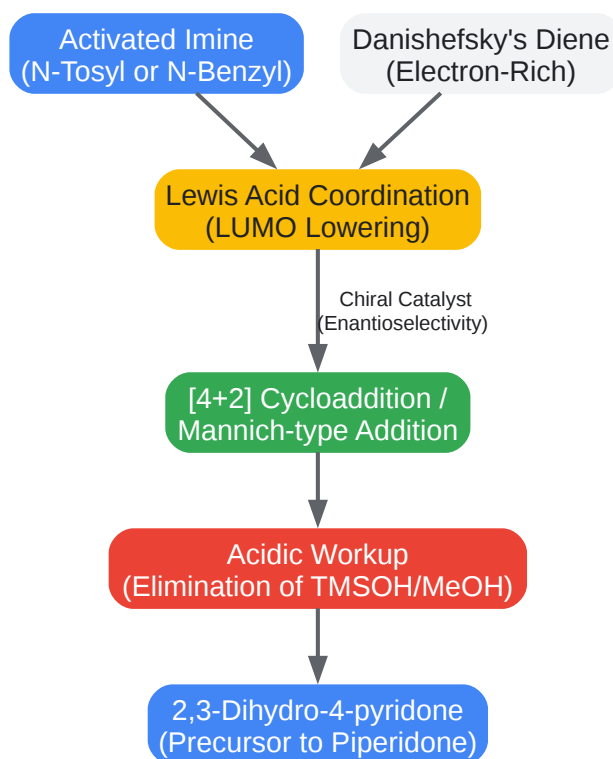 Activated Imine
(N-Tosyl or N-Benzyl)
Danishefsky's Diene
(Electron-Rich)
Lewis Acid Coordination
(LUMO Lowering)
Chiral Catalyst
(Enantioselectivity)
[4+2] Cycloaddition /
Mannich-type Addition
Acidic Workup
(Elimination of TMSOH/MeOH)
2,3-Dihydro-4-pyridone
(Precursor to Piperidone)